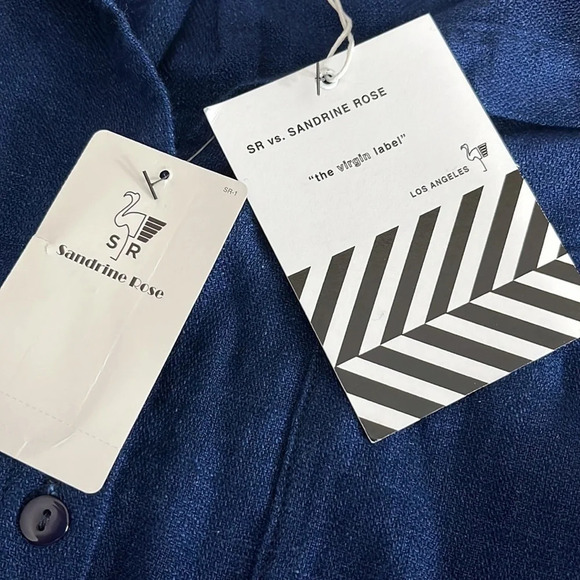 SR-1
S R
Sandrine Rose
SR vs. SANDRINE ROSE
"the virgin label"
LOS ANGELES